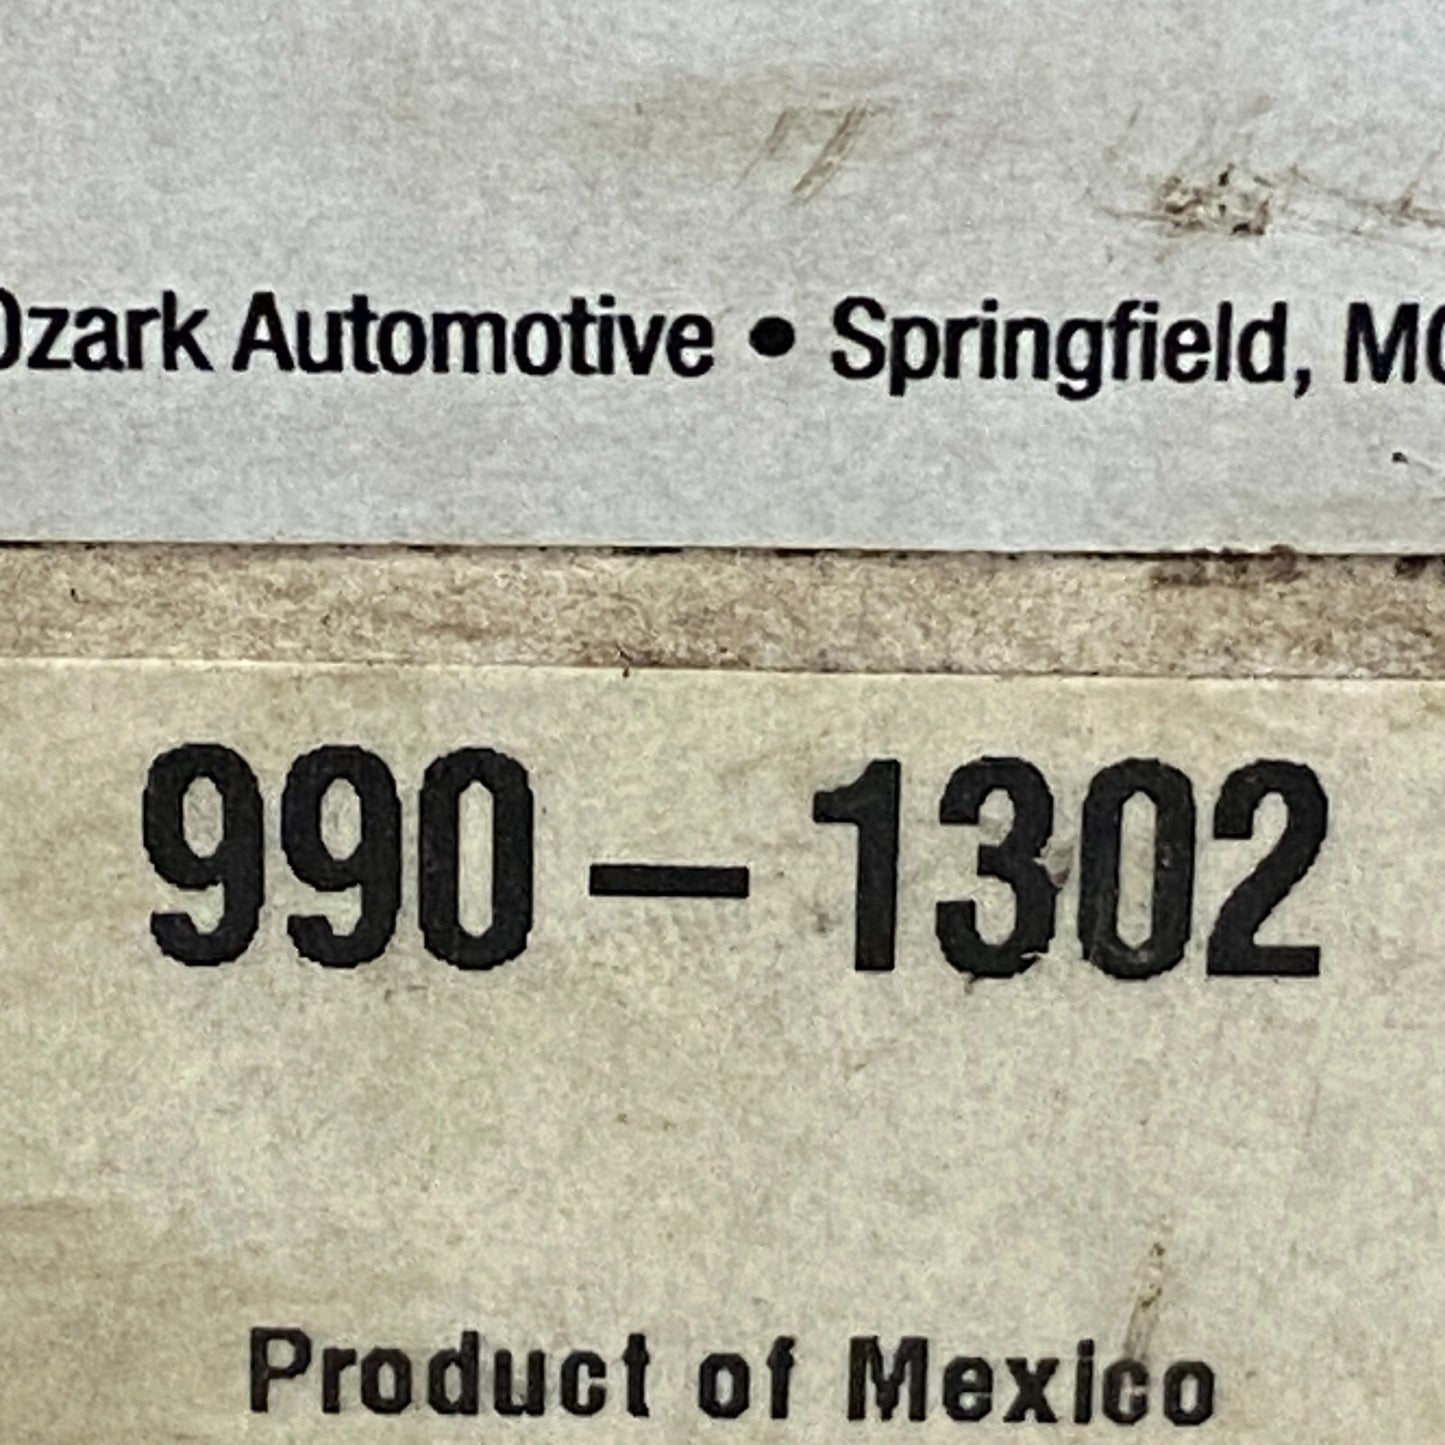 Ozark Automotive • Springfield, MO
990-1302
Product of Mexico